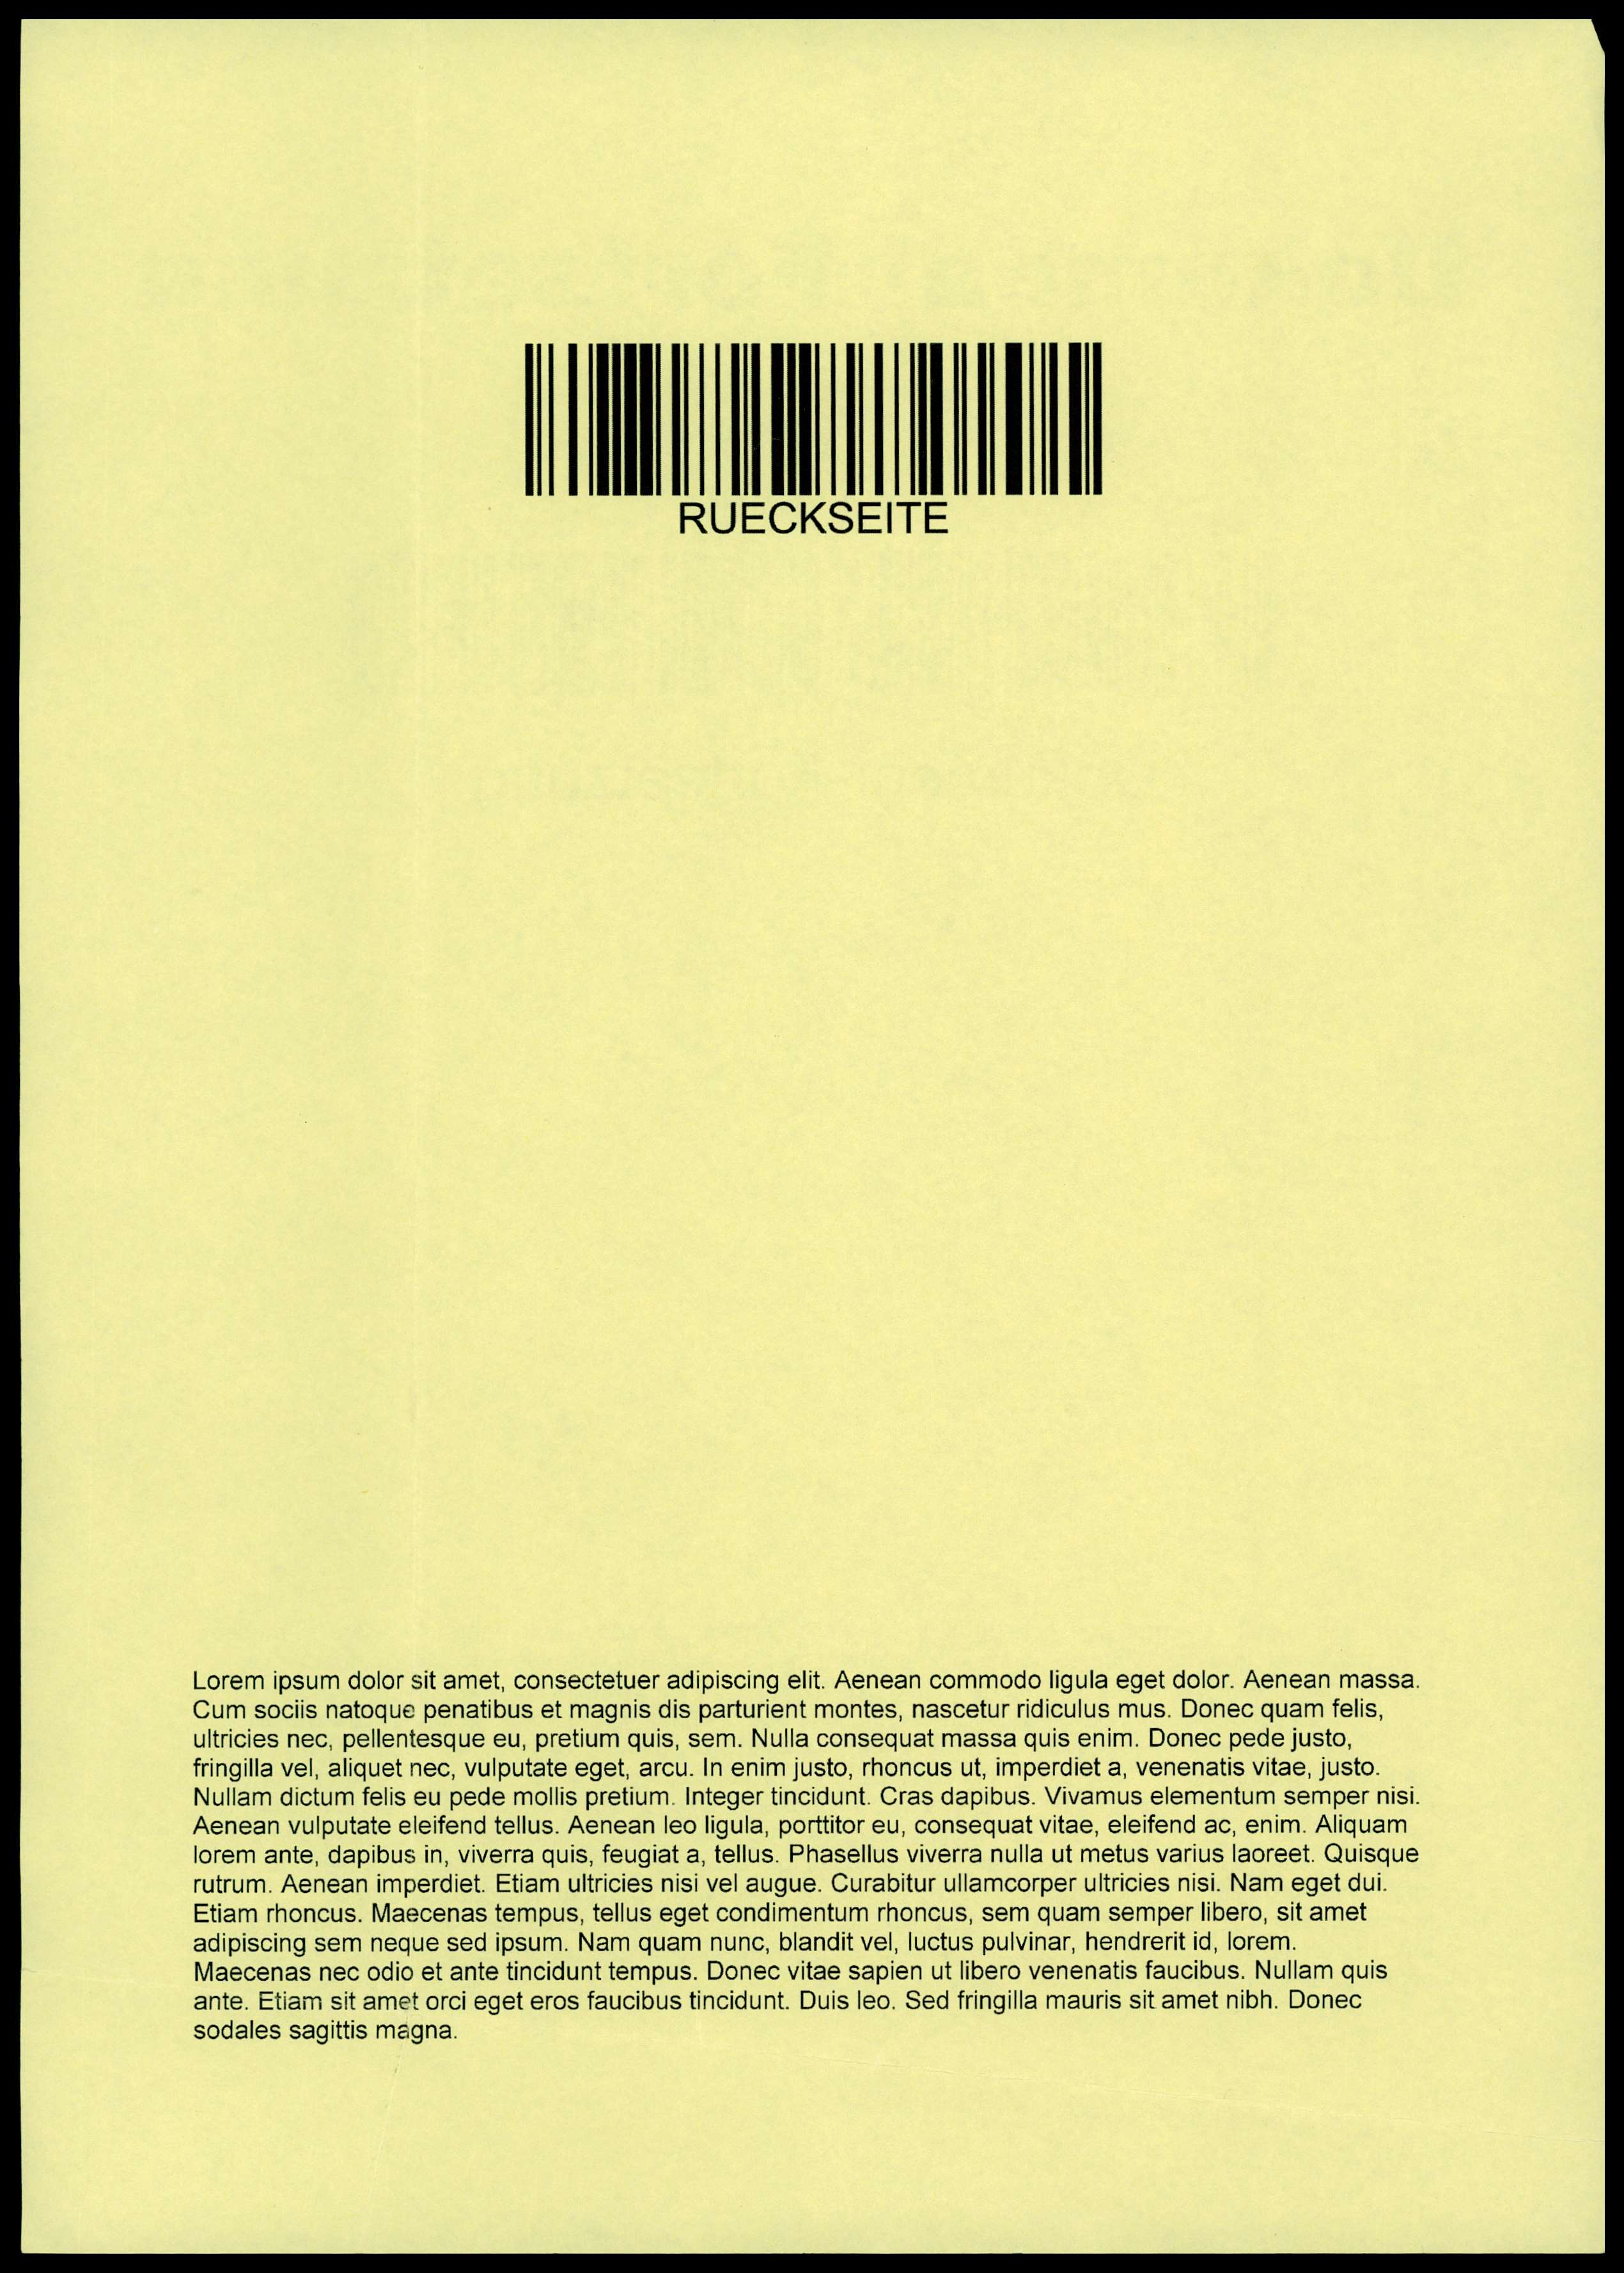 RUECKSEITE
Lorem ipsum dolor sit amet, consectetuer adipiscing elit. Aenean commodo ligula eget dolor. Aenean massa.
Cum sociis natoque penatibus et magnis dis parturient montes, nascetur ridiculus mus. Donec quam felis,
ultricies nec, pellentesque eu, pretium quis, sem. Nulla consequat massa quis enim. Donec pede justo,
fringilla vel, aliquet nec, vulputate eget, arcu. In enim justo, rhoncus ut, imperdiet a, venenatis vitae, justo.
Nullam dictum felis eu pede mollis pretium. Integer tincidunt. Cras dapibus. Vivamus elementum semper nisi.
Aenean vulputate eleifend tellus. Aenean leo ligula, porttitor eu, consequat vitae, eleifend ac, enim. Aliquam
lorem ante, dapibus in, viverra quis, feugiat a, tellus. Phasellus viverra nulla ut metus varius laoreet. Quisque
rutrum. Aenean imperdiet. Etiam ultricies nisi vel augue. Curabitur ullamcorper ultricies nisi. Nam eget dui.
Etiam rhoncus. Maecenas tempus, tellus eget condimentum rhoncus, sem quam semper libero, sit amet
adipiscing sem neque sed ipsum. Nam quam nunc, blandit vel, luctus pulvinar, hendrerit id, lorem.
Maecenas nec odio et ante tincidunt tempus. Donec vitae sapien ut libero venenatis faucibus. Nullam quis
ante. Etiam sit amet orci eget eros faucibus tincidunt. Duis leo. Sed fringilla mauris sit amet nibh. Donec
sodales sagittis magna.